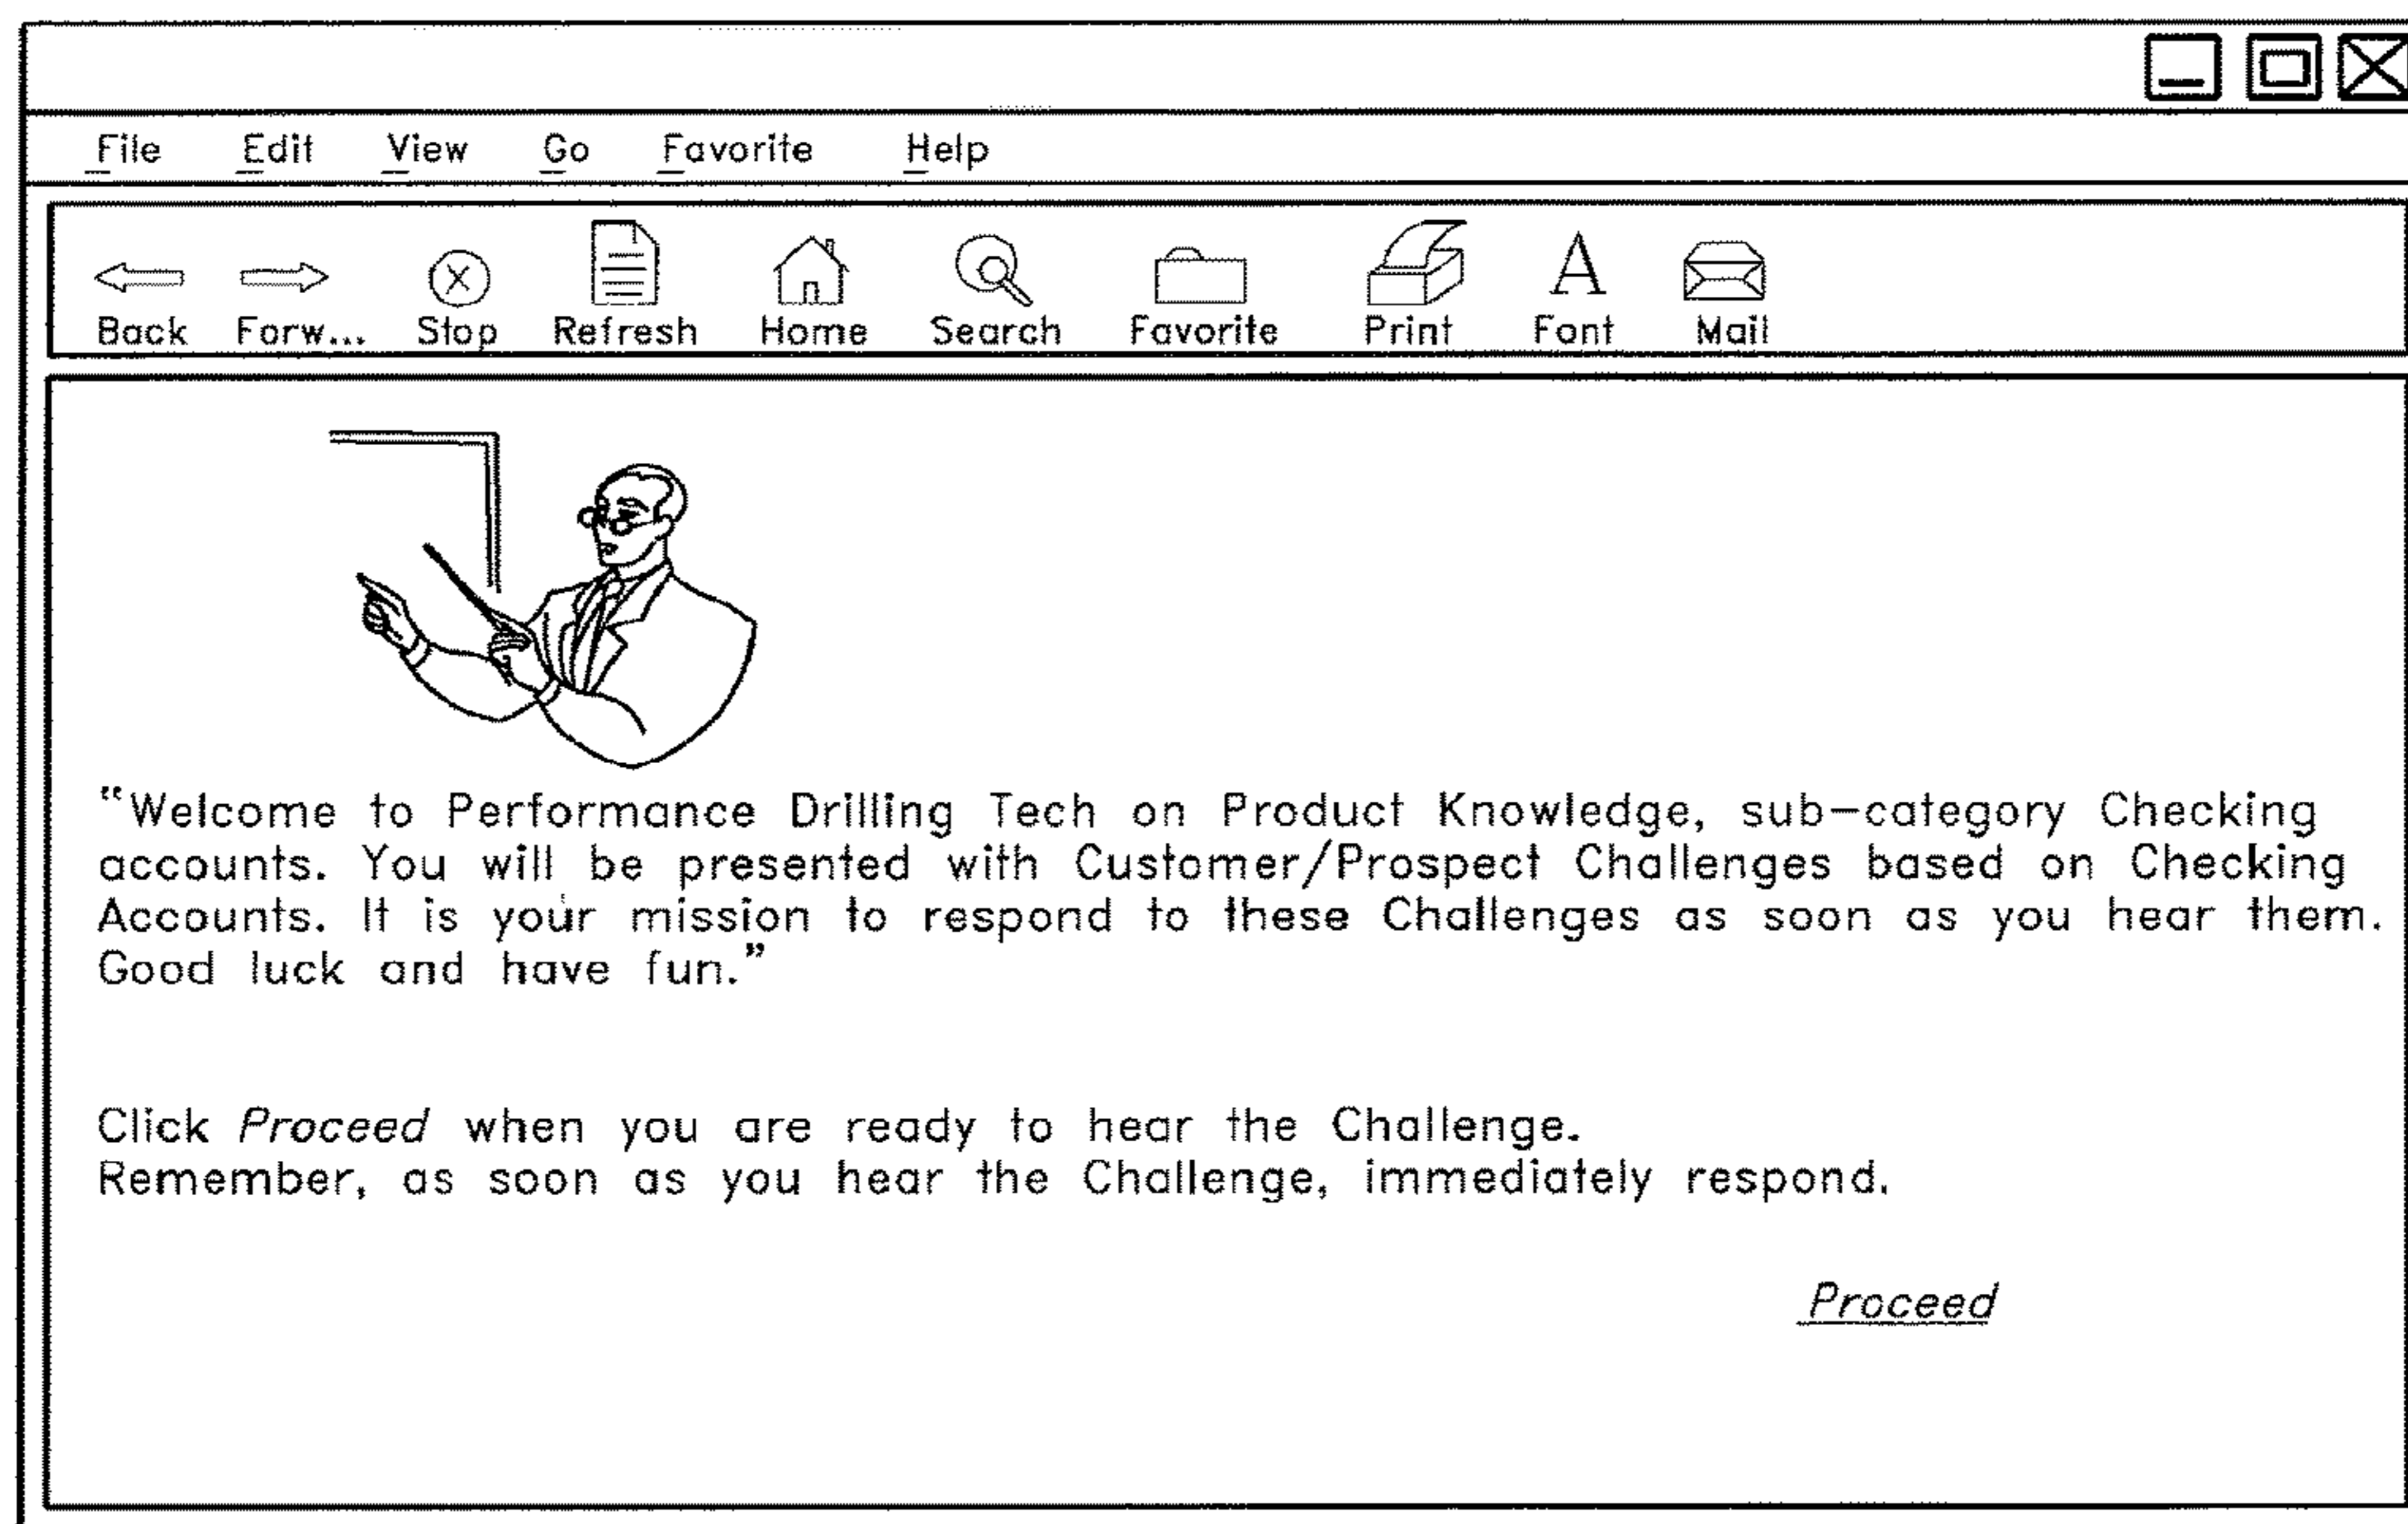 File Edit View Go Favorite Help
Back Forw... Stop Refresh Home Search Favorite Print Font Mail
“Welcome to Performance Drilling Tech on Product Knowledge, sub-category Checking
accounts. You will be presented with Customer/Prospect Challenges based on Checking
Accounts. It is your mission to respond to these Challenges as soon as you hear them.
Good luck and have fun.”
Click Proceed when you are ready to hear the Challenge.
Remember, as soon as you hear the Challenge, immediately respond.
Proceed